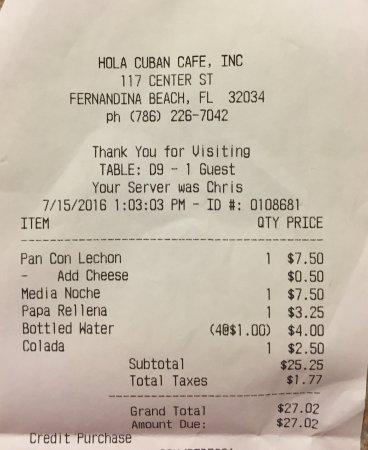 HOLA CUBAN CAFE, INC
117 CENTER ST
FERNANDINA BEACH, FL 32034
ph (786) 226-7042
Thank You for Visiting
TABLE: D9 - 1 Guest
Your Server was Chris
7/15/2016 1:03:03 PM - ID #: 0108681
ITEM QTY PRICE
Pan Con Lechon 1 $7.50
- Add Cheese $0.50
Media Noche 1 $7.50
Papa Rellena 1 $3.25
Bottled Water (4@$1.00) $4.00
Colada 1 $2.50
Subtotal $25.25
Total Taxes $1.77
Grand Total $27.02
Amount Due: $27.02
Credit Purchase